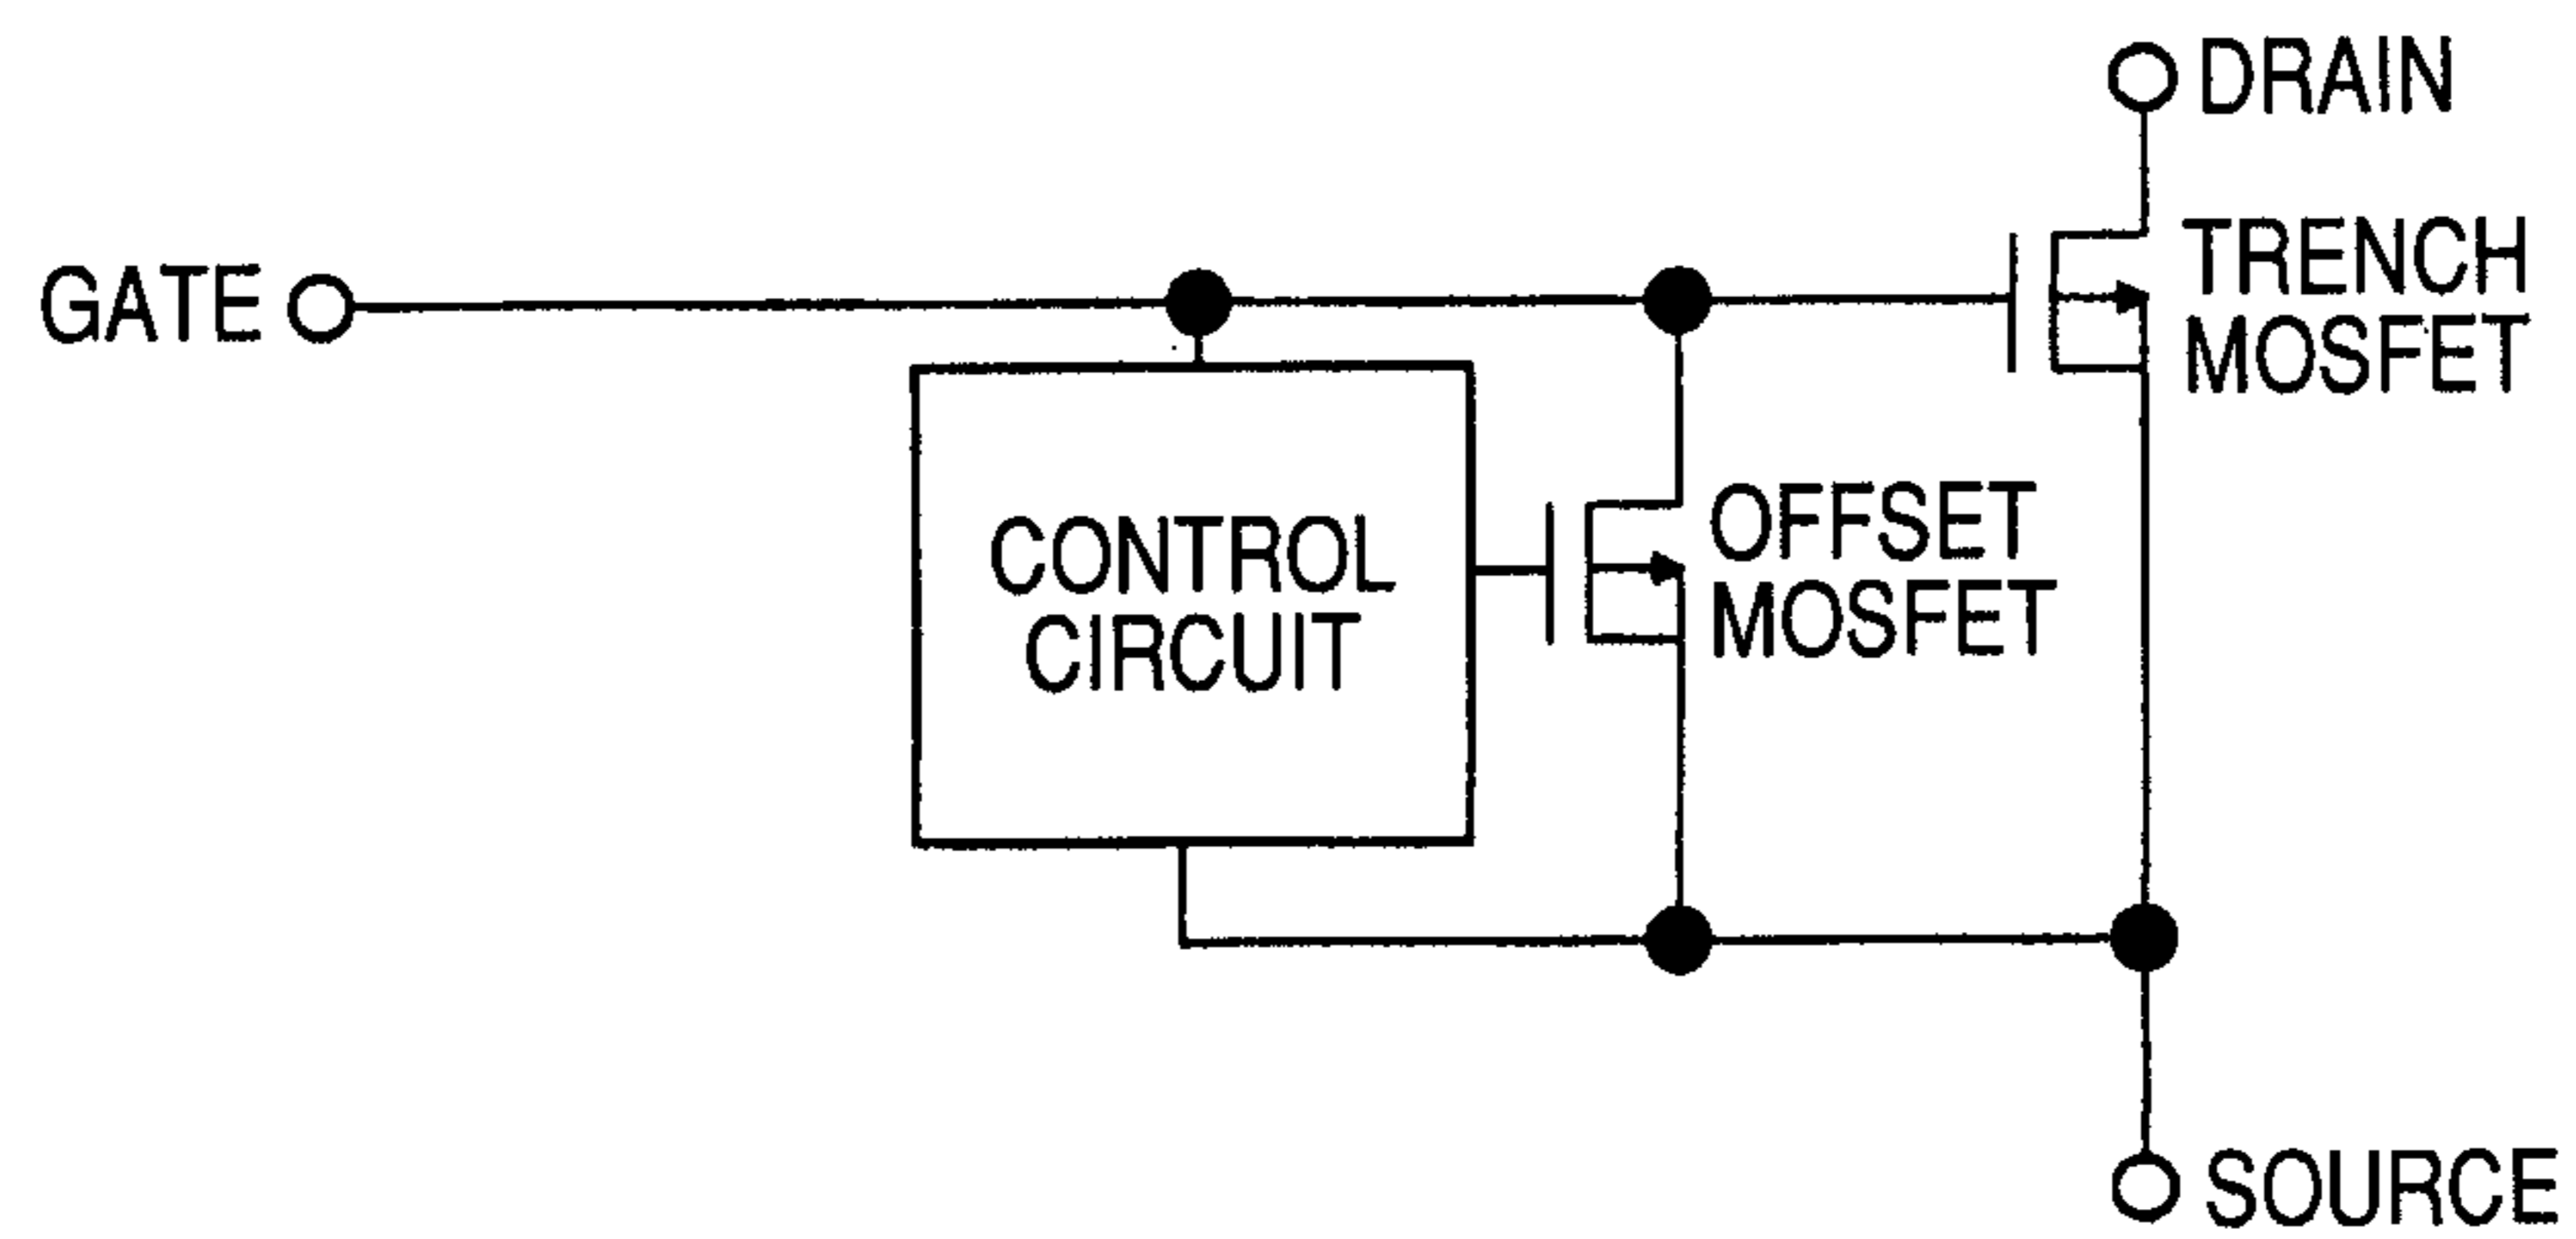 DRAIN
GATE
TRENCH
MOSFET
OFFSET
MOSFET
CONTROL
CIRCUIT
SOURCE